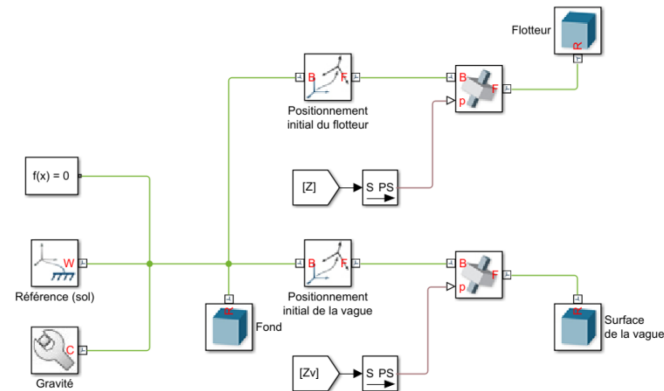 Flotteur
R
B F
B F
p
Positionnement
initial du flotteur
[Z]
S PS
f(x) = 0
W
Référence (sol)
B F
B F
p
Positionnement
initial de la vague
R
Fond
R
Surface
de la vague
C
Gravité
[Zv]
S PS